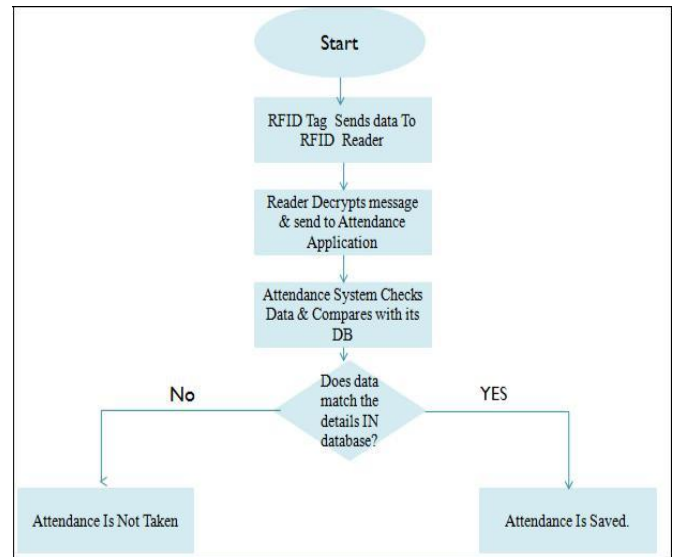 Start
RFID Tag Sends data To
RFID Reader
Reader Decrypts message
& send to Attendance
Application
Attendance System Checks
Data & Compares with its
DB
Does data
match the
details IN
database?
No
YES
Attendance Is Not Taken
Attendance Is Saved.